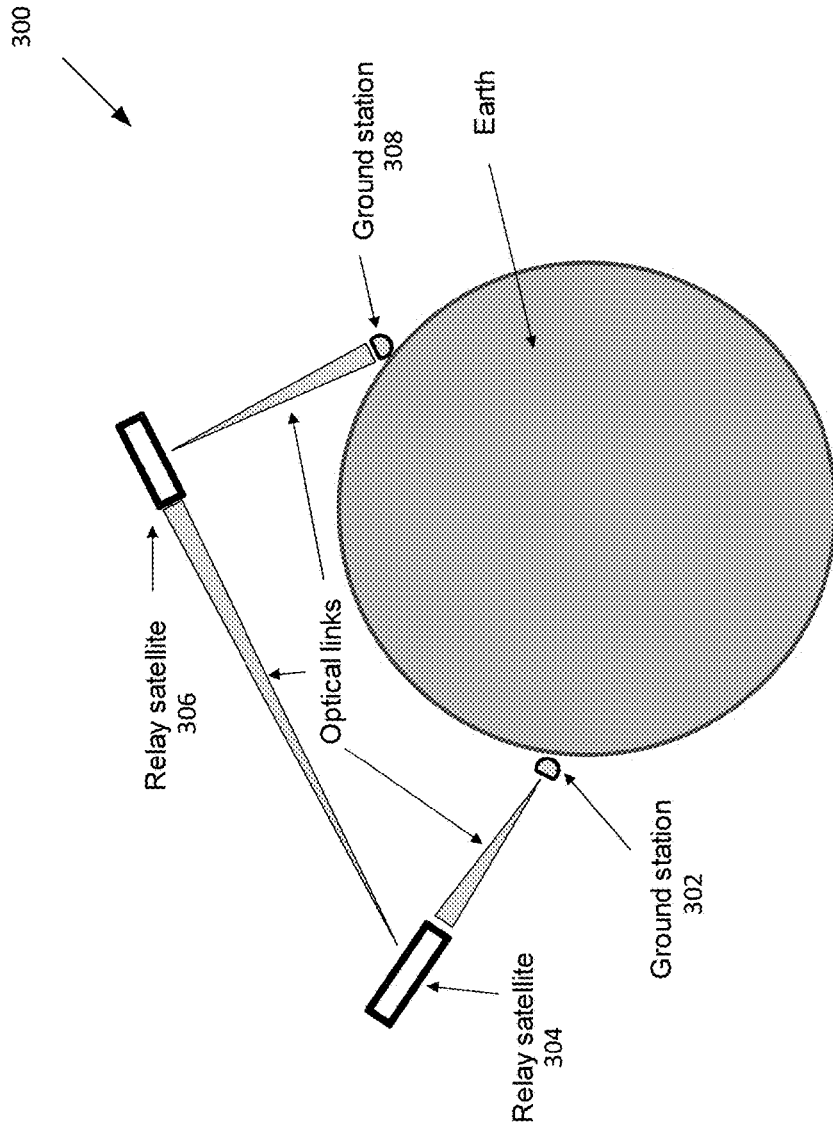 300
Ground station
308
Earth
Relay satellite
306
Optical links
Ground station
302
Relay satellite
304